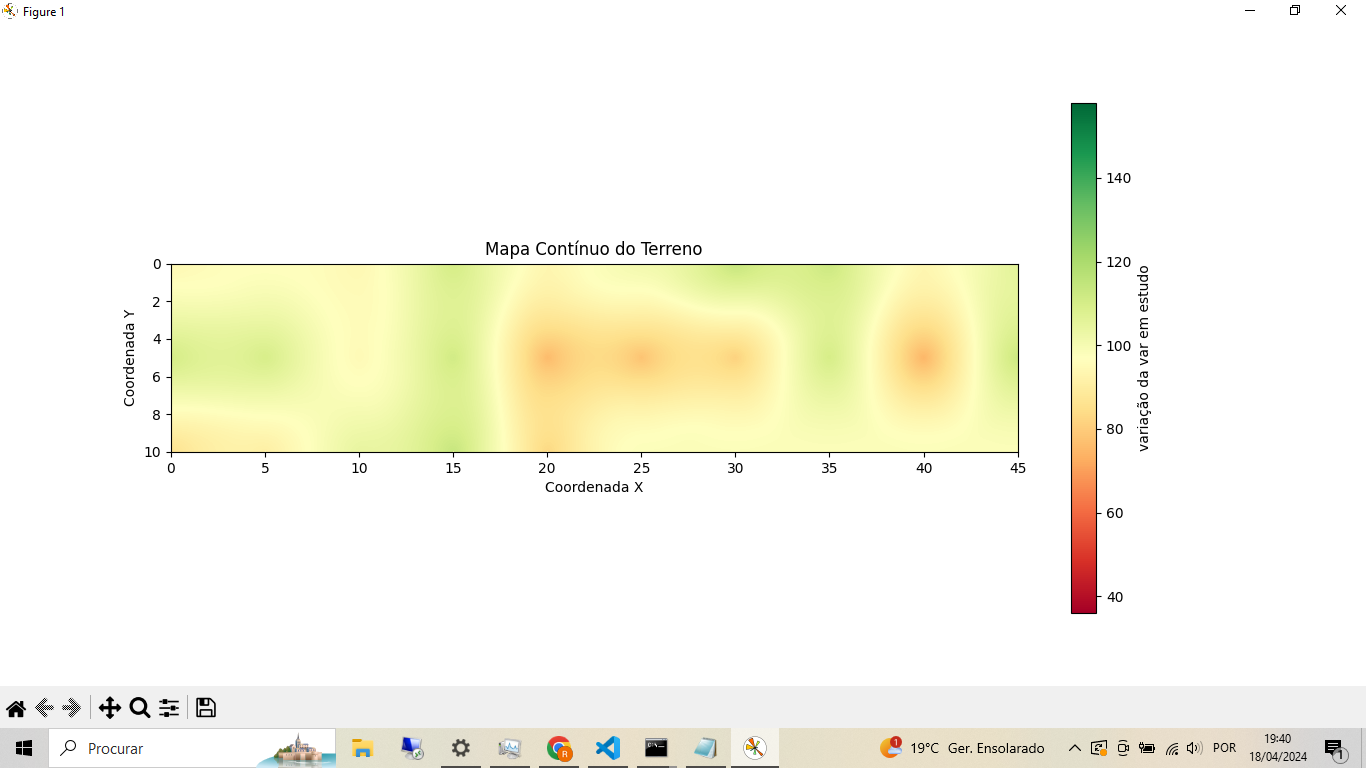 Figure 1
Mapa Contínuo do Terreno
Coordenada Y
0
2
4
6
8
10
0 5 10 15 20 25 30 35 40 45
Coordenada X
140
120
100
80
60
40
variação da var em estudo
Procurar
R
1
19°C Ger. Ensolarado
POR
19:40
18/04/2024
1